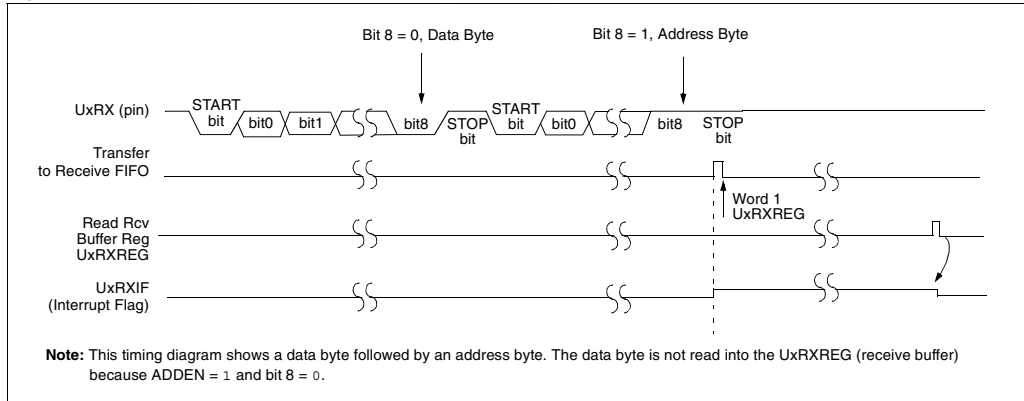 Bit 8 = 0, Data Byte
Bit 8 = 1, Address Byte
UxRX (pin)
START
bit
bit0
bit1
bit8
STOP
bit
START
bit
bit0
bit8
STOP
bit
Transfer
to Receive FIFO
Word 1
UxRXREG
Read Rcv
Buffer Reg
UxRXREG
UxRXIF
(Interrupt Flag)
Note: This timing diagram shows a data byte followed by an address byte. The data byte is not read into the UxRXREG (receive buffer)
because ADDEN = 1 and bit 8 = 0.